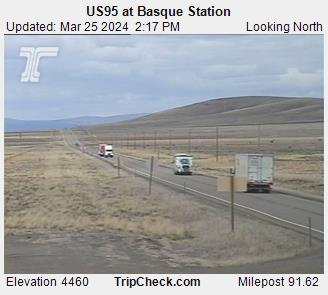 US95 at Basque Station
Updated: Mar 25 2024 2:17 PM Looking North
Elevation 4460 TripCheck.com Milepost 91.62